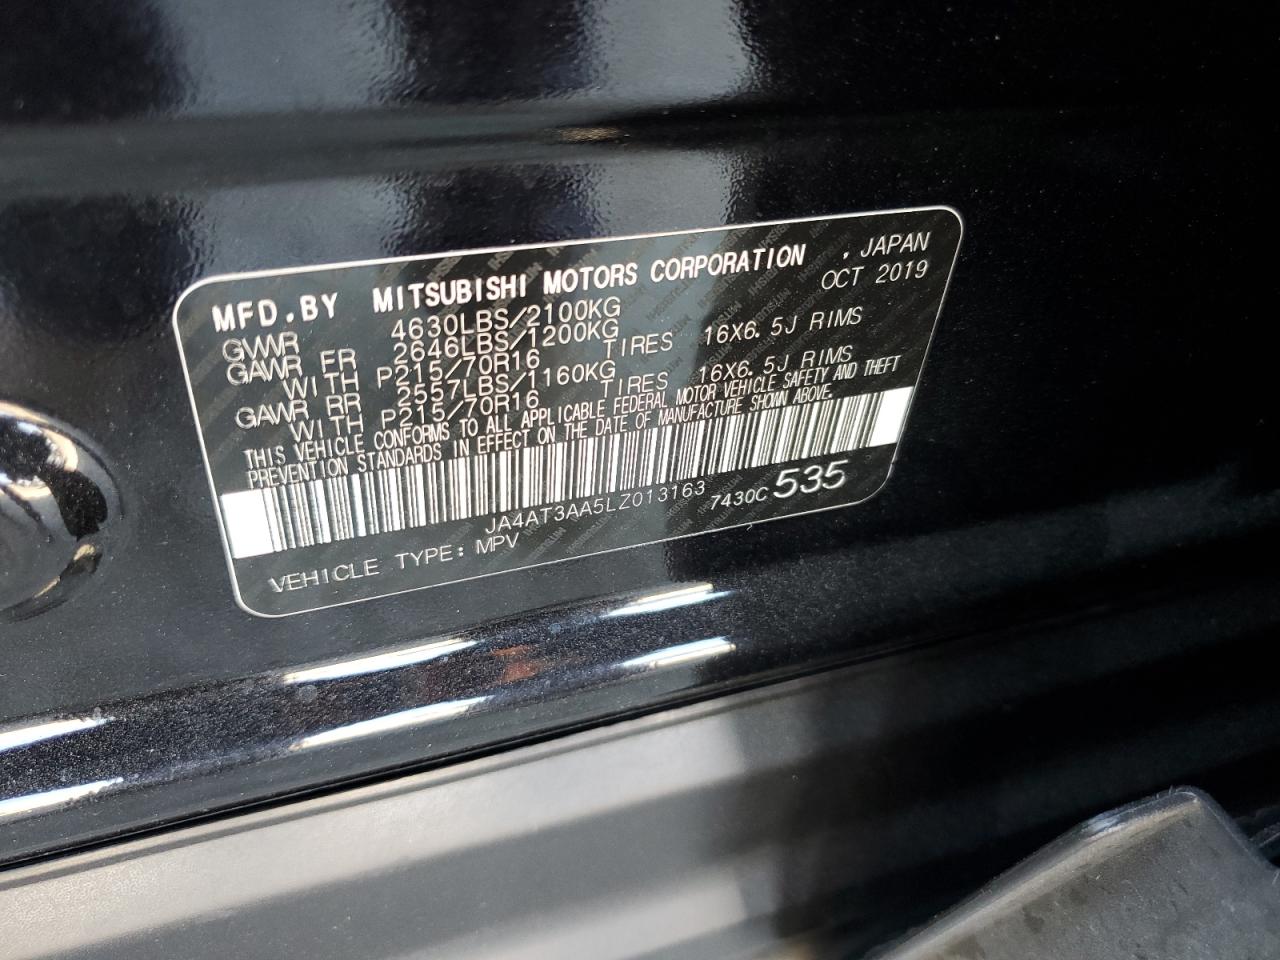 MFD.BY MITSUBISHI MOTORS CORPORATION , JAPAN
GVWR 4630LBS/2100KG OCT 2019
GAWR FR 2646LBS/1200KG
WITH P215/70R16 TIRES 16X6.5J RIMS
GAWR RR 2557LBS/1160KG
WITH P215/70R16 TIRES 16X6.5J RIMS
THIS VEHICLE CONFORMS TO ALL APPLICABLE FEDERAL MOTOR VEHICLE SAFETY AND THEFT
PREVENTION STANDARDS IN EFFECT ON THE DATE OF MANUFACTURE SHOWN ABOVE.
JA4AT3AA5LZ013163 7430C 535
VEHICLE TYPE: MPV